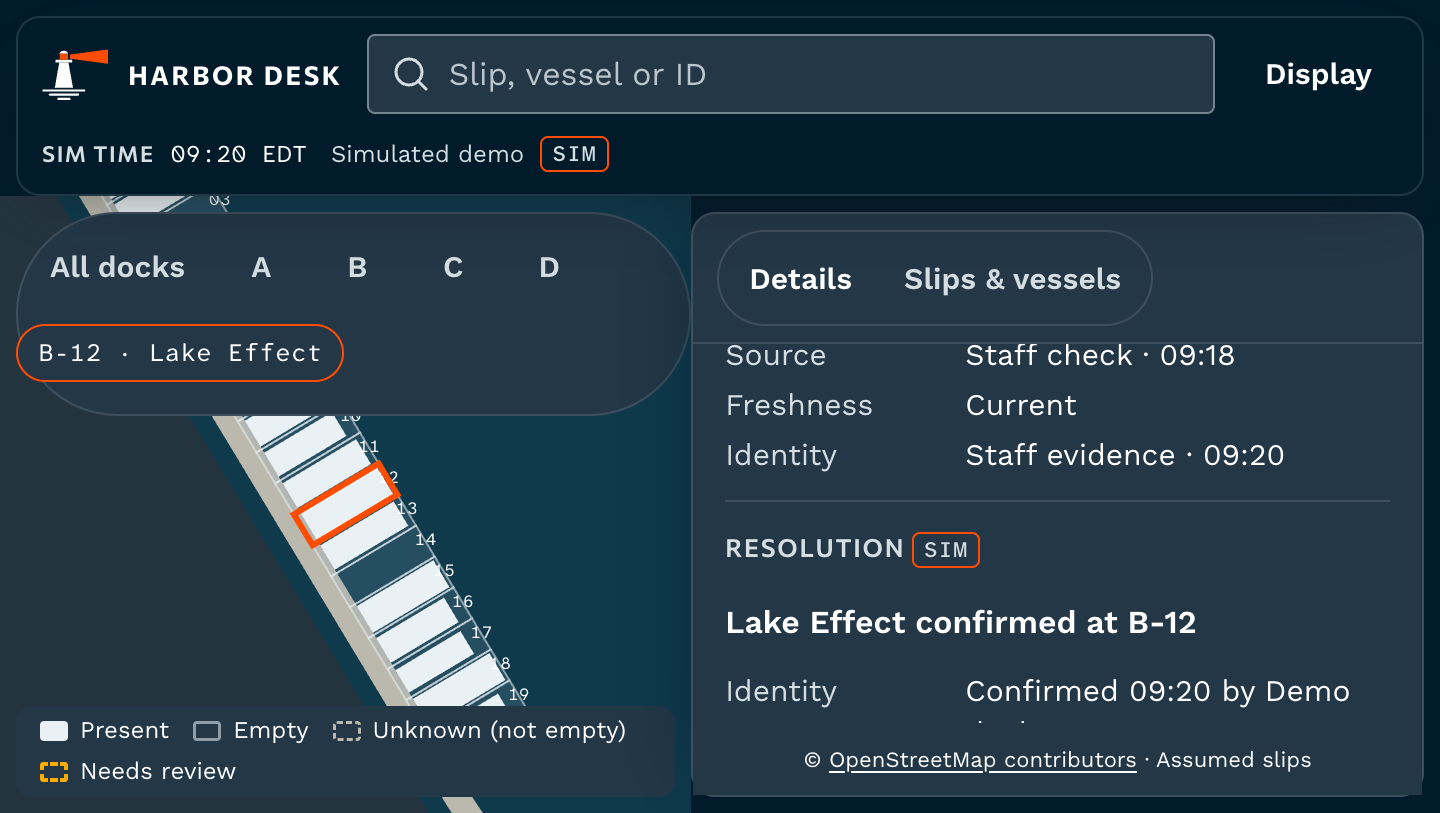 HARBOR DESK
Slip, vessel or ID
Display
SIM TIME 09:20 EDT Simulated demo SIM
03
All docks A B C D
B-12 · Lake Effect
11
13
14
15
16
17
18
19
Present Empty Unknown (not empty)
Needs review
Details Slips & vessels
Source Staff check · 09:18
Freshness Current
Identity Staff evidence · 09:20
RESOLUTION SIM
Lake Effect confirmed at B-12
Identity Confirmed 09:20 by Demo
© OpenStreetMap contributors · Assumed slips